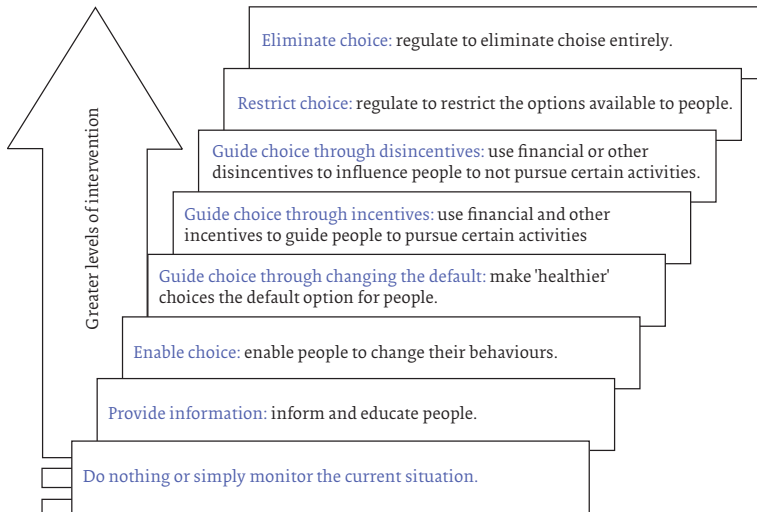 Eliminate choice: regulate to eliminate choise entirely.
Restrict choice: regulate to restrict the options available to people.
Guide choice through disincentives: use financial or other
disincentives to influence people to not pursue certain activities.
Guide choice through incentives: use financial and other
incentives to guide people to pursue certain activities
Guide choice through changing the default: make 'healthier'
choices the default option for people.
Enable choice: enable people to change their behaviours.
Provide information: inform and educate people.
Do nothing or simply monitor the current situation.
Greater levels of intervention